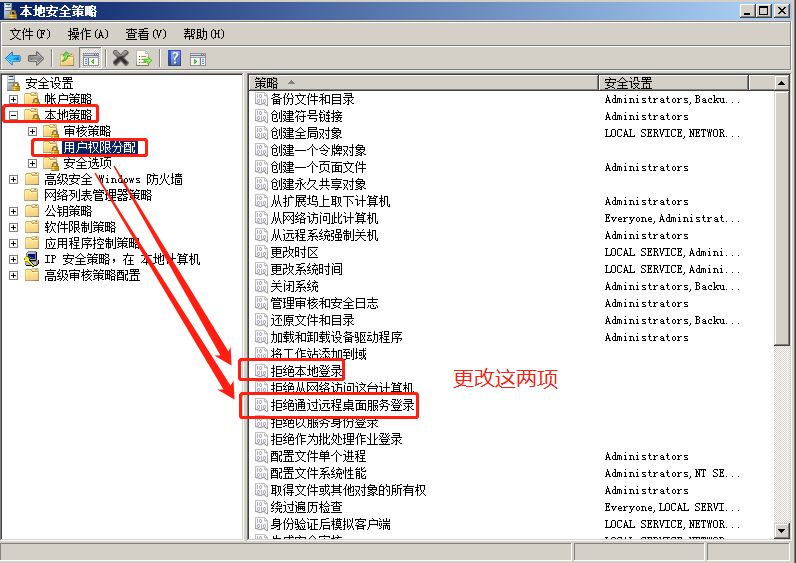 本地安全策略
文件(F) 操作(A) 查看(V) 帮助(H)
安全设置
帐户策略
本地策略
审核策略
用户权限分配
安全选项
高级安全 Windows 防火墙
网络列表管理器策略
公钥策略
软件限制策略
应用程序控制策略
IP 安全策略，在 本地计算机
高级审核策略配置
策略 安全设置
备份文件和目录 Administrators,Backu...
创建符号链接 Administrators
创建全局对象 LOCAL SERVICE,NETWOR...
创建一个令牌对象
创建一个页面文件 Administrators
创建永久共享对象
从扩展坞上取下计算机 Administrators
从网络访问此计算机 Everyone,Administrat...
从远程系统强制关机 Administrators
更改时区 LOCAL SERVICE,Admini...
更改系统时间 LOCAL SERVICE,Admini...
关闭系统 Administrators,Backu...
管理审核和安全日志 Administrators
还原文件和目录 Administrators,Backu...
加载和卸载设备驱动程序 Administrators
将工作站添加到域
拒绝本地登录
拒绝从网络访问这台计算机
拒绝通过远程桌面服务登录
拒绝以服务身份登录
拒绝作为批处理作业登录
配置文件单个进程 Administrators
配置文件系统性能 Administrators,NT SE...
取得文件或其他对象的所有权 Administrators
绕过遍历检查 Everyone,LOCAL SERVI...
身份验证后模拟客户端 LOCAL SERVICE,NETWOR...
更改这两项